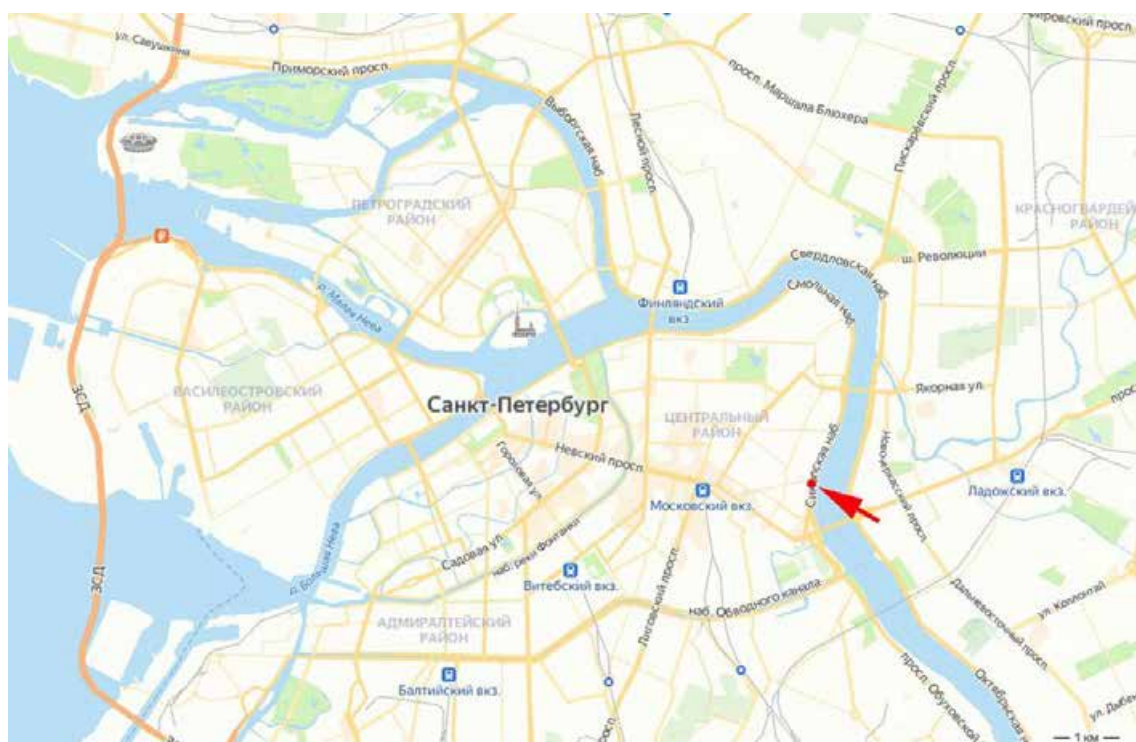 ул. Савушкина
Приморский просп.
Выборгская наб.
Лесной просп.
просп. Маршала Блюхера
Пискарёвский просп.
ПЕТРОГРАДСКИЙ
РАЙОН
КРАСНОГВАРДЕЙ
РАЙОН
ш. Революции
Свердловская наб.
Смольная наб.
Финляндский
вкз.
р. Малая Нева
ЗСД
ВАСИЛЕОСТРОВСКИЙ
РАЙОН
Санкт-Петербург
ЦЕНТРАЛЬНЫЙ
РАЙОН
Якорная ул.
Невский просп.
Гороховая ул.
Новочеркасский просп.
Московский вкз.
Ладожский вкз.
Садовая ул.
наб. реки Фонтанки
р. Большая Нева
ЗСД
Витебский вкз.
Лиговский просп.
наб. Обводного канала
Дальневосточный просп.
ул. Коллонтай
АДМИРАЛТЕЙСКИЙ
РАЙОН
Балтийский вкз.
просп. Обуховской
Октябрьская
ул. Дыбен
1 км